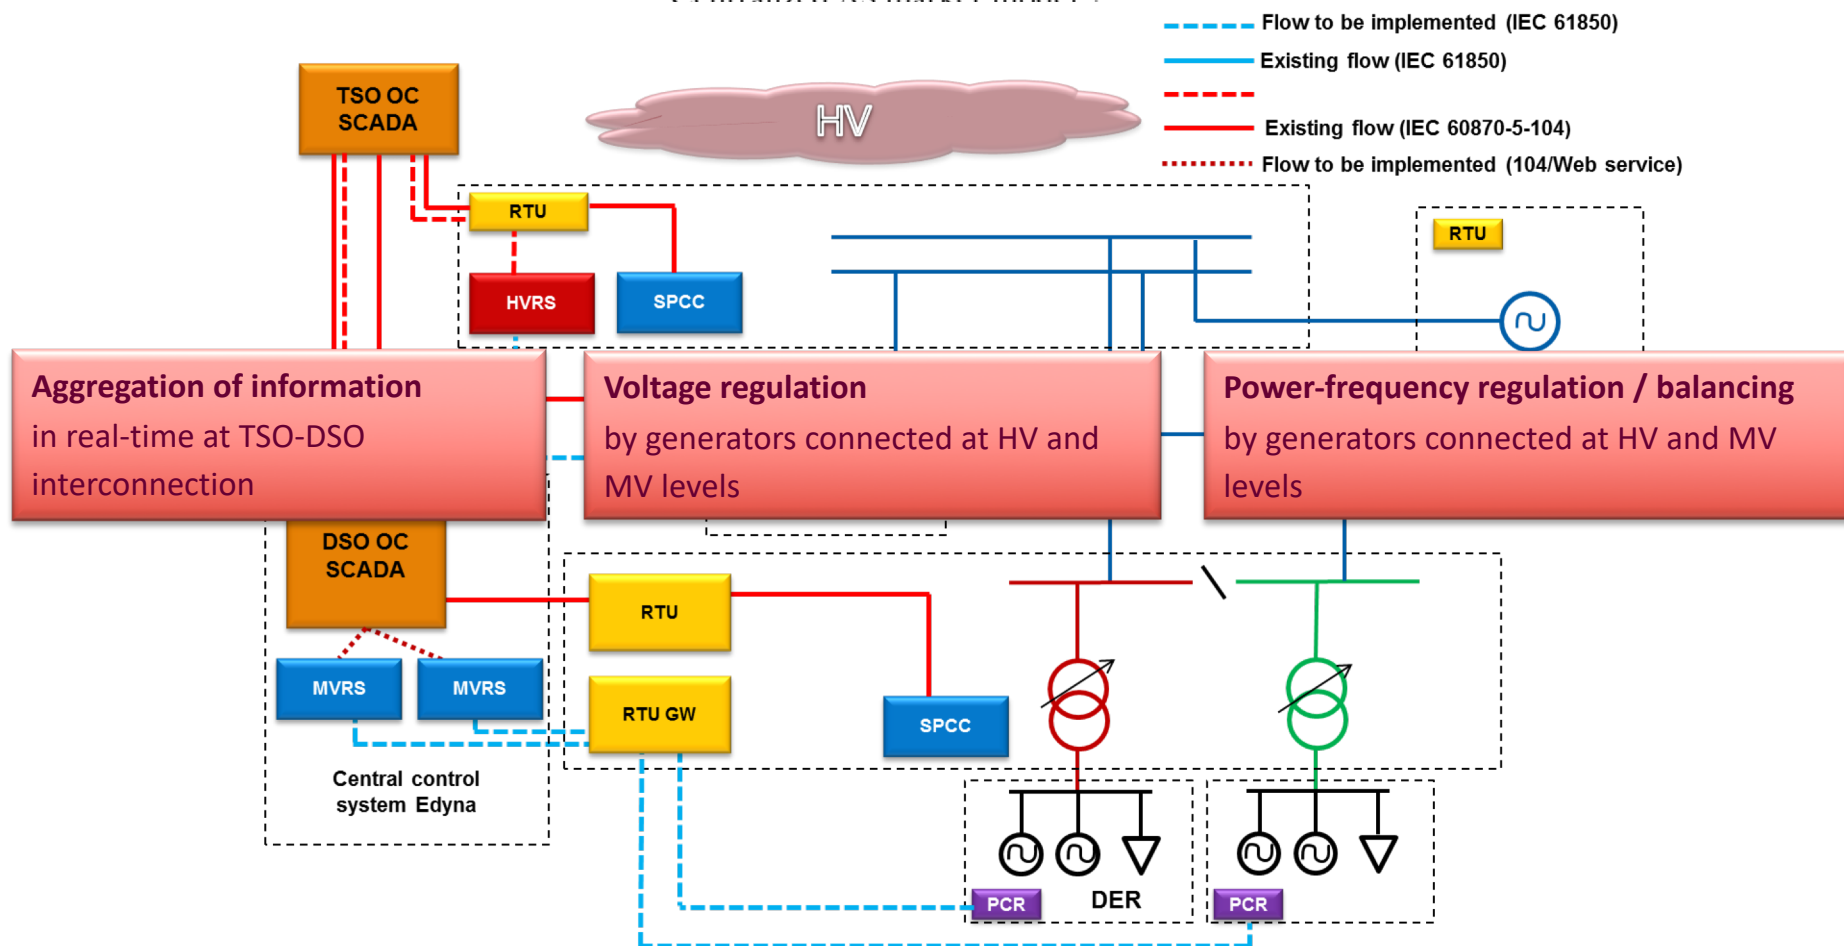 Flow to be implemented (IEC 61850)
Existing flow (IEC 61850)
Existing flow (IEC 60870-5-104)
Flow to be implemented (104/Web service)
TSO OC
SCADA
HV
RTU
RTU
HVRS
SPCC
Aggregation of information
in real-time at TSO-DSO
interconnection
Voltage regulation
by generators connected at HV and
MV levels
Power-frequency regulation / balancing
by generators connected at HV and MV
levels
DSO OC
SCADA
RTU
MVRS
MVRS
RTU GW
SPCC
Central control
system Edyna
PCR
DER
PCR